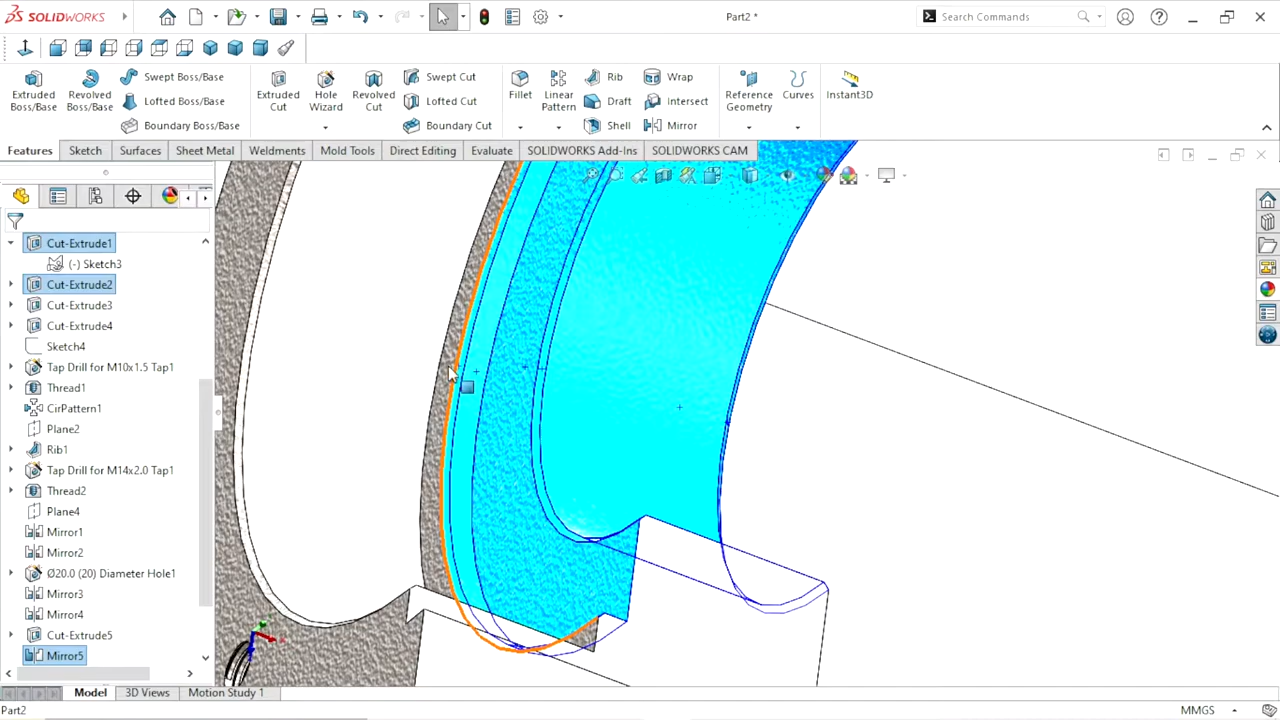 SOLIDWORKS
Part2 *
Search Commands
Extruded Boss/Base
Revolved Boss/Base
Swept Boss/Base
Lofted Boss/Base
Boundary Boss/Base
Extruded Cut
Hole Wizard
Revolved Cut
Swept Cut
Lofted Cut
Boundary Cut
Fillet
Linear Pattern
Rib
Draft
Shell
Wrap
Intersect
Mirror
Reference Geometry
Curves
Instant3D
Features
Sketch
Surfaces
Sheet Metal
Weldments
Mold Tools
Direct Editing
Evaluate
SOLIDWORKS Add-Ins
SOLIDWORKS CAM
Cut-Extrude1
(-) Sketch3
Cut-Extrude2
Cut-Extrude3
Cut-Extrude4
Sketch4
Tap Drill for M10x1.5 Tap1
Thread1
CirPattern1
Plane2
Rib1
Tap Drill for M14x2.0 Tap1
Thread2
Plane4
Mirror1
Mirror2
Ø20.0 (20) Diameter Hole1
Mirror3
Mirror4
Cut-Extrude5
Mirror5
Model
3D Views
Motion Study 1
Part2
MMGS